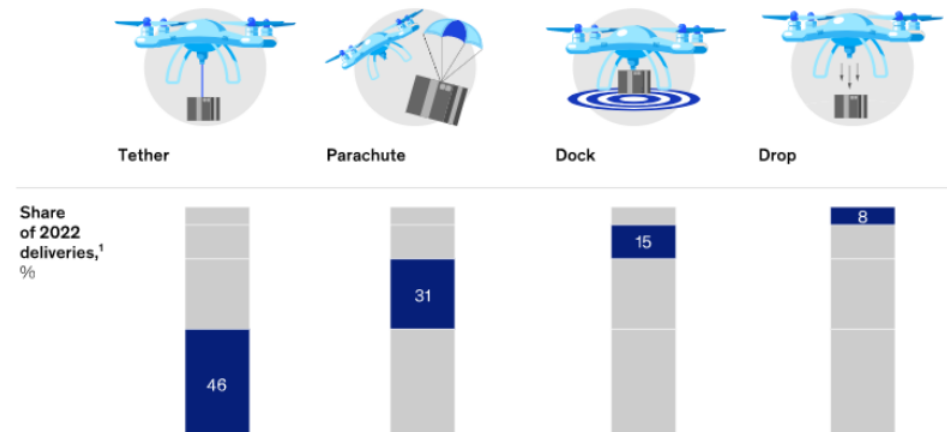 Tether
Parachute
Dock
Drop
Share
of 2022
deliveries,¹
%
46
31
15
8